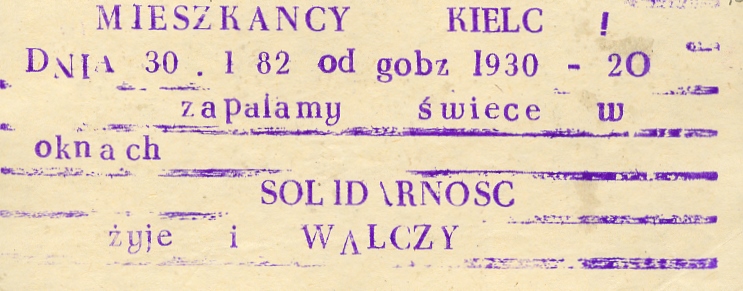 MIESZKANCY KIELC !
DNIA 30 . 1 82 od gobz 1930 - 20
zapalamy świece w
oknach
SOLIDARNOSC
żyje i WALCZY